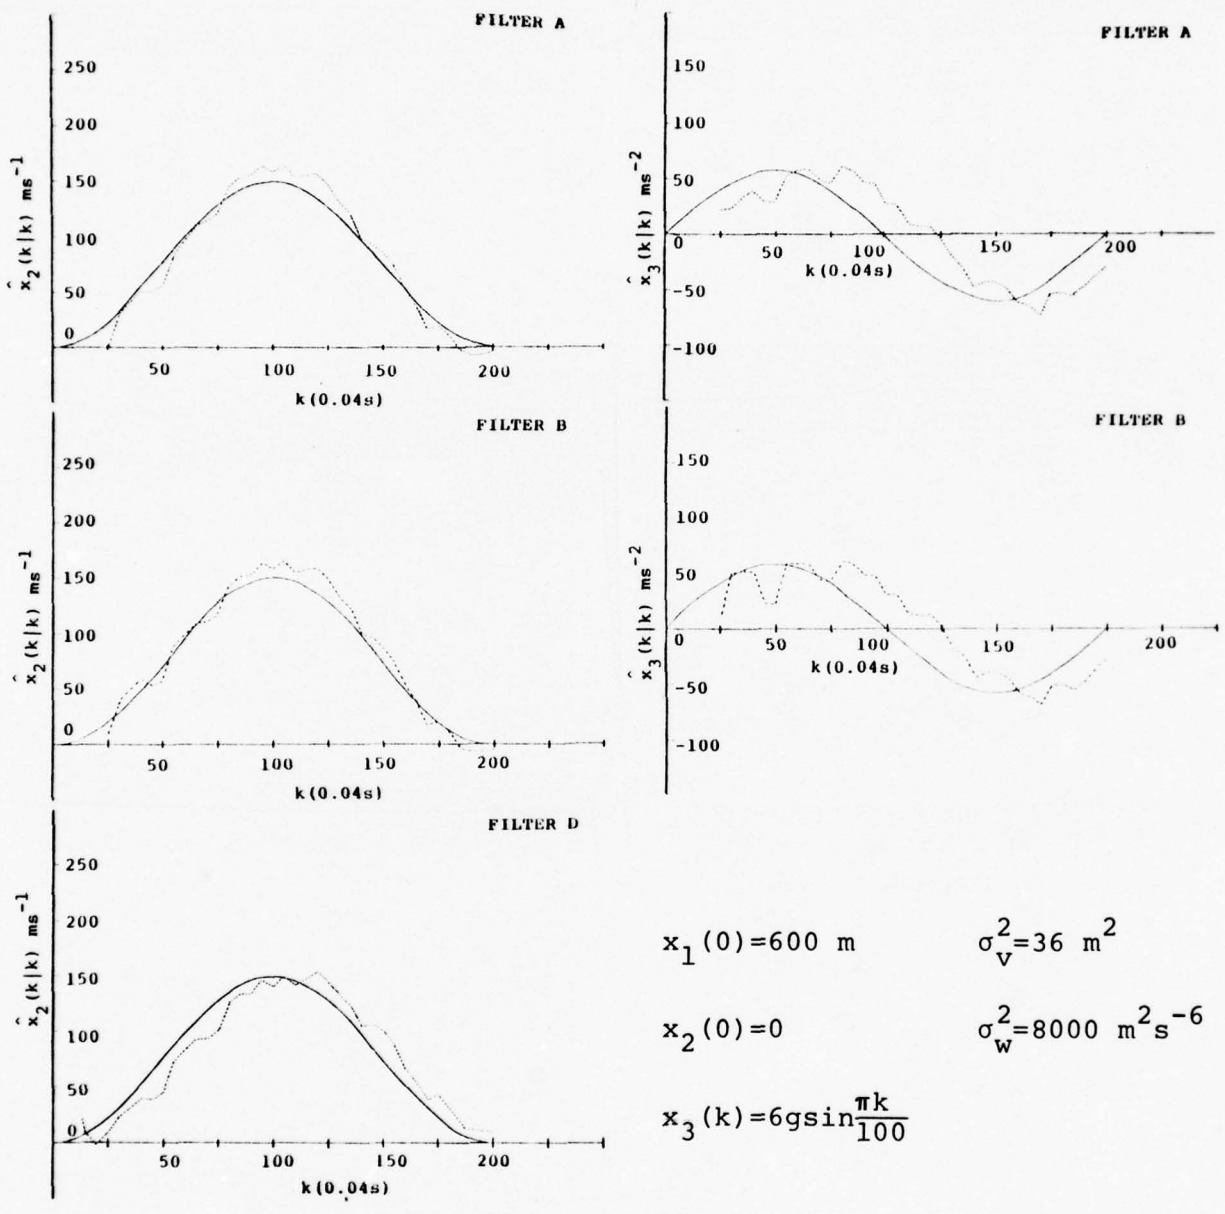 FILTER A
250
200
150
100
50
0
x̂₂(k|k) ms⁻¹
50 100 150 200
k(0.04s)
FILTER A
150
100
50
0
-50
-100
x̂₃(k|k) ms⁻²
50 100 150 200
k(0.04s)
FILTER B
250
200
150
100
50
0
x̂₂(k|k) ms⁻¹
50 100 150 200
k(0.04s)
FILTER B
150
100
50
0
-50
-100
x̂₃(k|k) ms⁻²
50 100 150 200
k(0.04s)
FILTER D
250
200
150
100
50
0
x̂₂(k|k) ms⁻¹
50 100 150 200
k(0.04s)
x₁(0)=600 m σᵥ²=36 m²
x₂(0)=0 σ_w²=8000 m²s⁻⁶
x₃(k)=6gsin πk/100